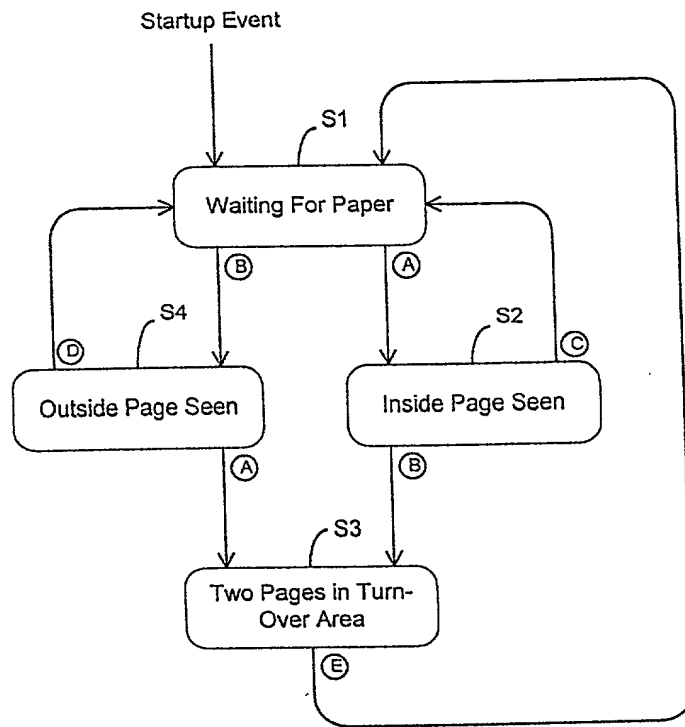 Startup Event
S1
Waiting For Paper
B
A
S4
S2
D
C
Outside Page Seen
Inside Page Seen
A
B
S3
Two Pages in Turn-
Over Area
E